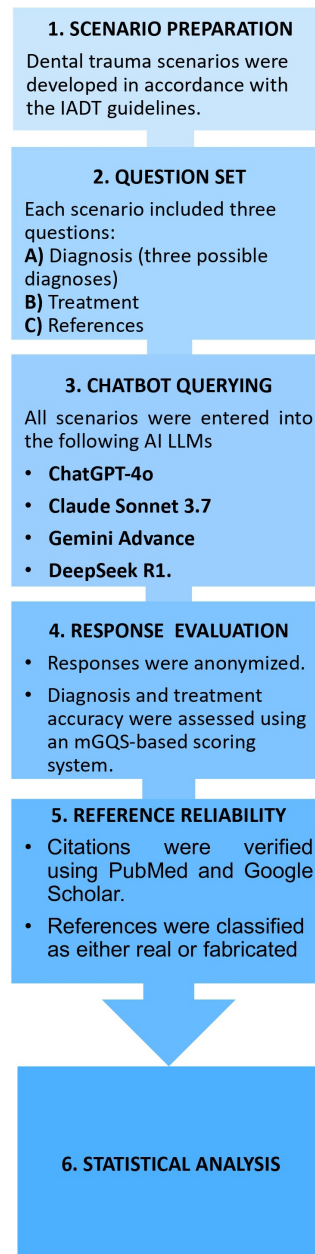 1. SCENARIO PREPARATION
Dental trauma scenarios were
developed in accordance with
the IADT guidelines.
2. QUESTION SET
Each scenario included three
questions:
A) Diagnosis (three possible
diagnoses)
B) Treatment
C) References
3. CHATBOT QUERYING
All scenarios were entered into
the following AI LLMs
• ChatGPT-4o
• Claude Sonnet 3.7
• Gemini Advance
• DeepSeek R1.
4. RESPONSE EVALUATION
• Responses were anonymized.
• Diagnosis and treatment
accuracy were assessed using
an mGQS-based scoring
system.
5. REFERENCE RELIABILITY
• Citations were verified
using PubMed and Google
Scholar.
• References were classified
as either real or fabricated
6. STATISTICAL ANALYSIS